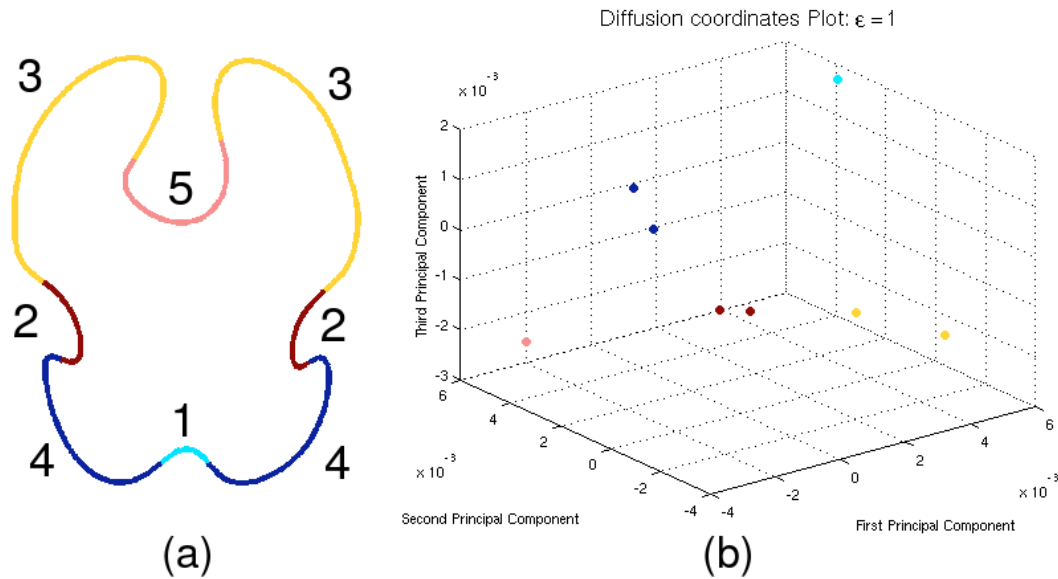 3
3
5
2
2
1
4
4
(a)
Diffusion coordinates Plot: ε = 1
x 10⁻³
2
1
0
-1
-2
-3
Third Principal Component
6
4
2
0
-2
-4
x 10⁻³
Second Principal Component
-4
-2
0
2
4
6
x 10⁻³
First Principal Component
(b)